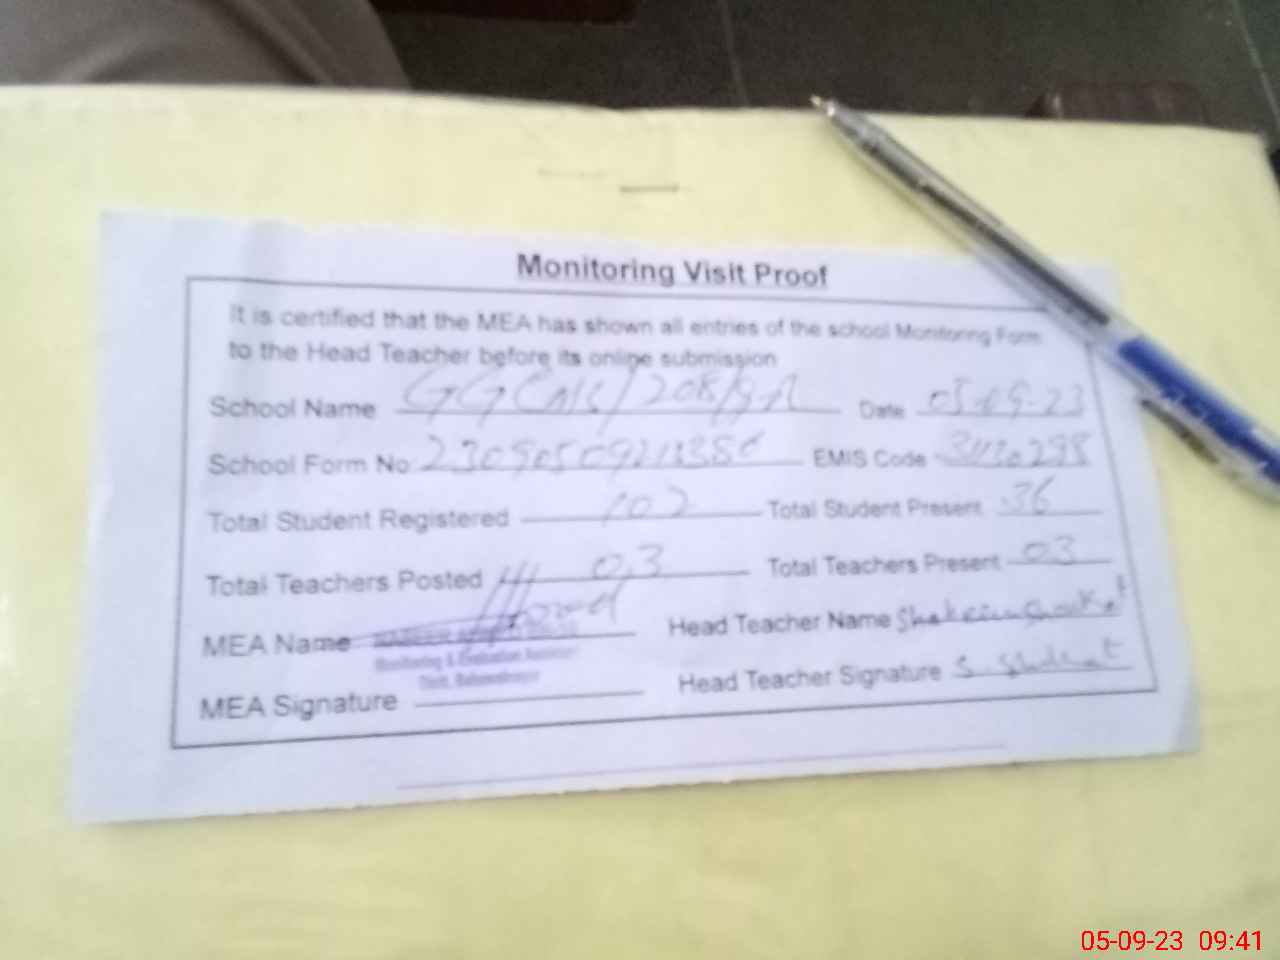 Monitoring Visit Proof
It is certified that the MEA has shown all entries of the school Monitoring Form
to the Head Teacher before its online submission
School Name Date 05-09-23
School Form No EMIS Code
Total Student Registered 102 Total Student Present 36
Total Teachers Posted 03 Total Teachers Present 03
MEA Name Head Teacher Name
Monitoring & Evaluation Assistant
Distt. Bahawalnagar
MEA Signature Head Teacher Signature
05-09-23 09:41